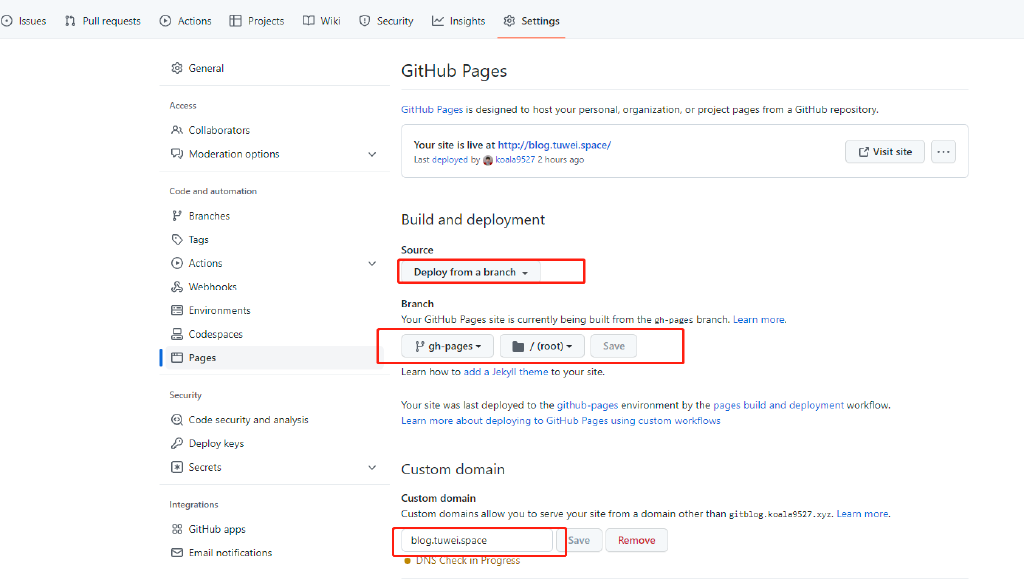 Issues Pull requests Actions Projects Wiki Security Insights Settings
General
Access
Collaborators
Moderation options
Code and automation
Branches
Tags
Actions
Webhooks
Environments
Codespaces
Pages
Security
Code security and analysis
Deploy keys
Secrets
Integrations
GitHub apps
Email notifications
GitHub Pages
GitHub Pages is designed to host your personal, organization, or project pages from a GitHub repository.
Your site is live at http://blog.tuwei.space/
Last deployed by koala9527 2 hours ago
Visit site ...
Build and deployment
Source
Deploy from a branch
Branch
Your GitHub Pages site is currently being built from the gh-pages branch. Learn more.
gh-pages / (root) Save
Learn how to add a Jekyll theme to your site.
Your site was last deployed to the github-pages environment by the pages build and deployment workflow.
Learn more about deploying to GitHub Pages using custom workflows
Custom domain
Custom domain
Custom domains allow you to serve your site from a domain other than gitblog.koala9527.xyz. Learn more.
blog.tuwei.space Save Remove
DNS Check in Progress